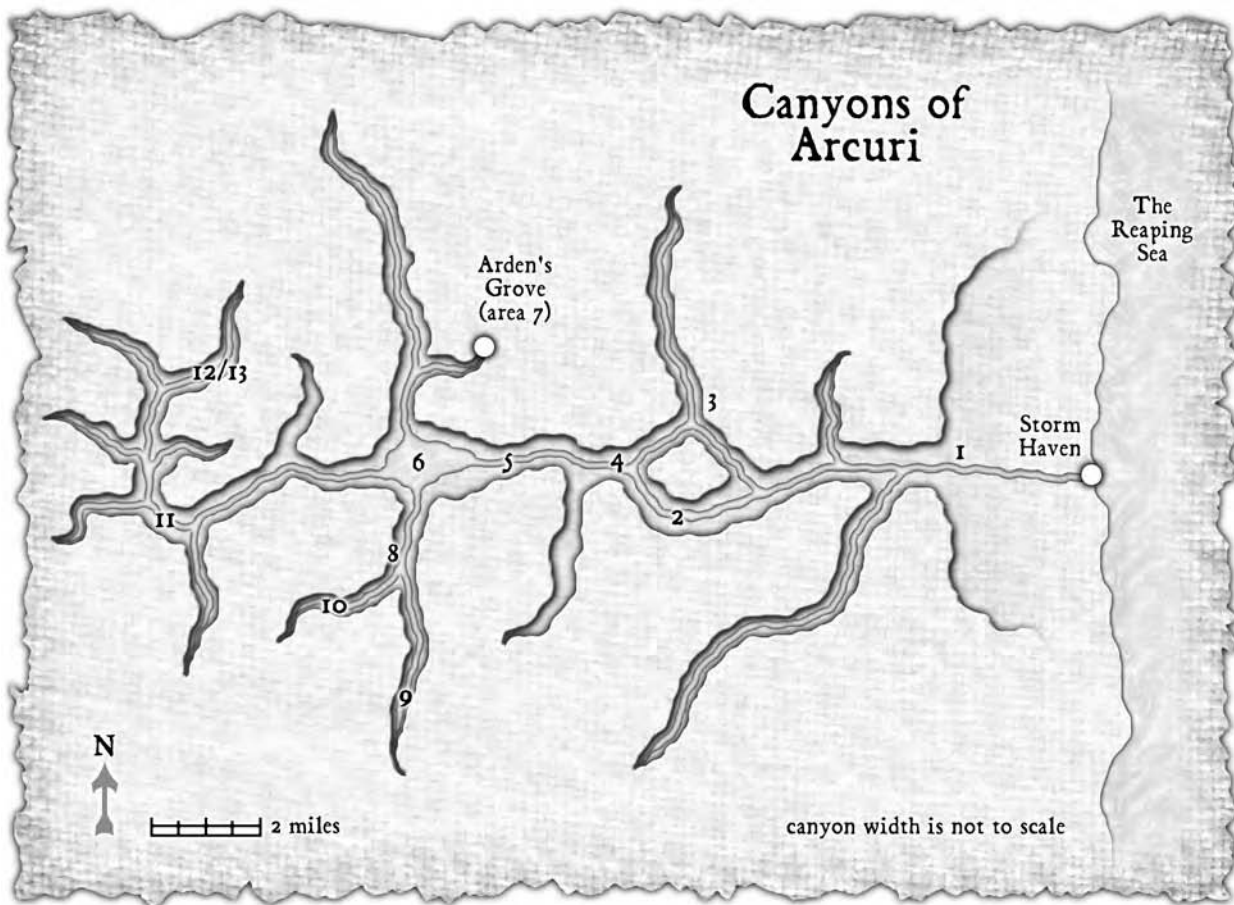 Canyons of
Arcuri
The
Reaping
Sea
Arden's
Grove
(area 7)
12/13
3
Storm
Haven
1
6
5
4
11
2
8
10
9
N
2 miles
canyon width is not to scale